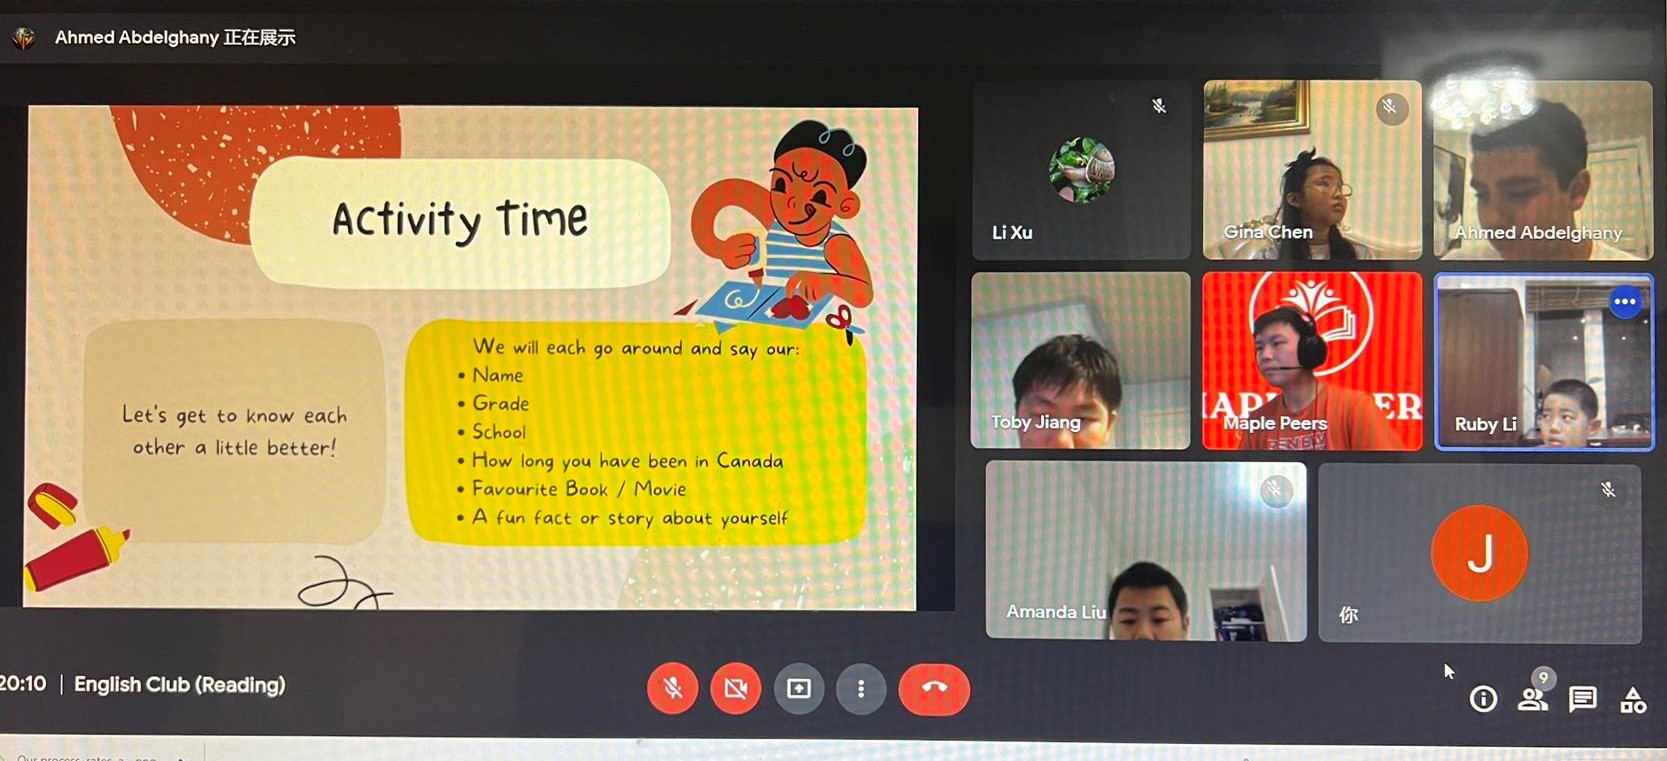 Ahmed Abdelghany 正在展示
Activity Time
Let's get to know each
other a little better!
We will each go around and say our:
• Name
• Grade
• School
• How long you have been in Canada
• Favourite Book / Movie
• A fun fact or story about yourself
Li Xu
Gina Chen
Ahmed Abdelghany
Toby Jiang
Maple Peers
Ruby Li
Amanda Liu
J
你
20:10 | English Club (Reading)
9